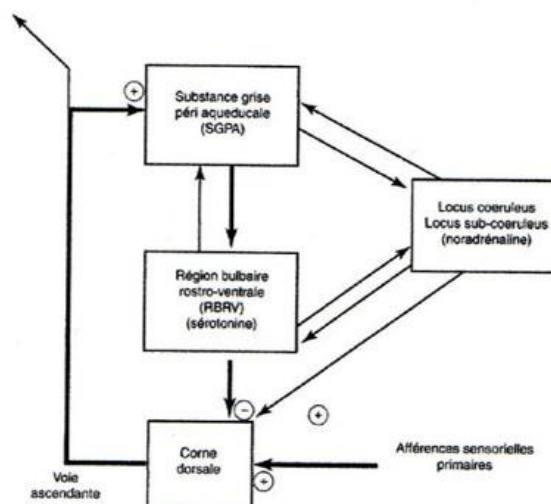 +
Substance grise
péri aqueducale
(SGPA)
Locus coeruleus
Locus sub-coeruleus
(noradrénaline)
Région bulbaire
rostro-ventrale
(RBRV)
(sérotonine)
−
+
Corne
dorsale
+
Afférences sensorielles
primaires
Voie
ascendante